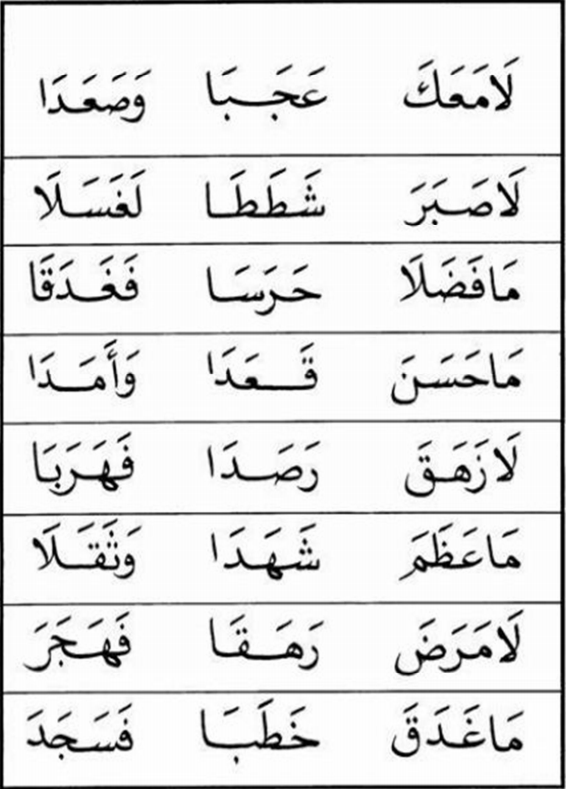 لَامَعَكَ عَجَبَا وَصَعَدَا
لَاصَبَرَ شَطَطَا لَغَسَلَا
مَافَضَلَا حَرَسَا فَغَدَقَا
مَاحَسَنَ قَعَدَا وَأَمَدَا
لَازَهَقَ رَصَدَا فَهَرَبَا
مَاعَظَمَ شَهَدَا وَثَقَلَا
لَامَرَضَ رَهَقَا فَهَجَرَ
مَاغَدَقَ خَطَبَا فَسَجَدَ